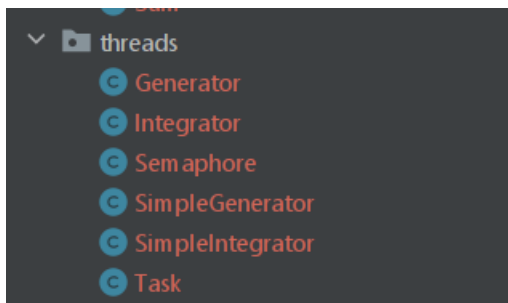 threads
C Generator
C Integrator
C Semaphore
C SimpleGenerator
C SimpleIntegrator
C Task